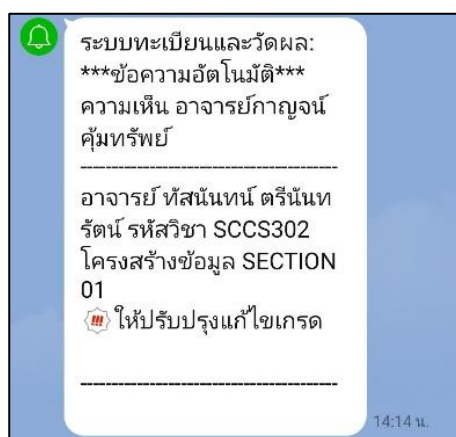 ระบบทะเบียนและวัดผล:
***ข้อความอัตโนมัติ***
ความเห็น อาจารย์กาญจน์
คุ้มทรัพย์
----------------------------------------
อาจารย์ ทัสนันทน์ ตรีนันท
รัตน์ รหัสวิชา SCCS302
โครงสร้างข้อมูล SECTION
01
!!! ให้ปรับปรุงแก้ไขเกรด
----------------------------------------
14:14 น.